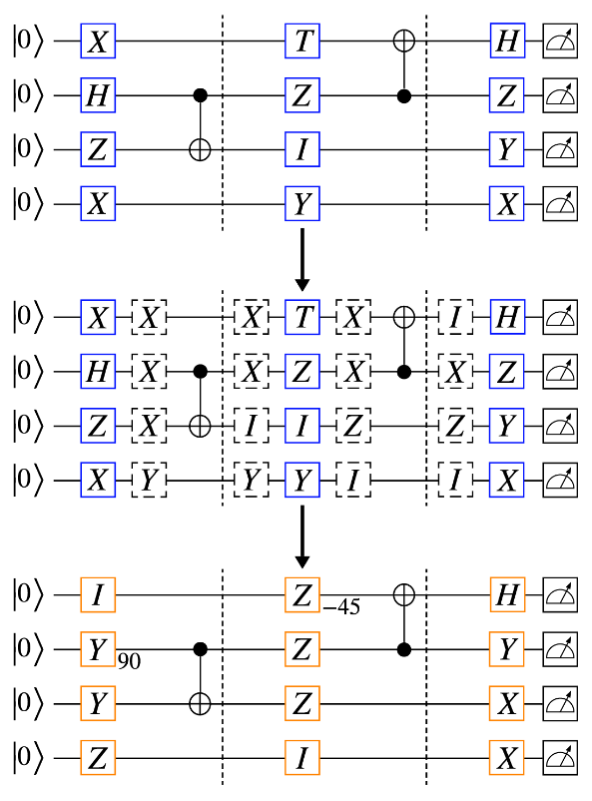 |0⟩ X T H
|0⟩ H Z Z
|0⟩ Z I Y
|0⟩ X Y X
|0⟩ X X X T X I H
|0⟩ H X X Z X X Z
|0⟩ Z X I I Z Z Y
|0⟩ X Y Y Y I I X
|0⟩ I Z −45 H
|0⟩ Y 90 Z Y
|0⟩ Y Z X
|0⟩ Z I X